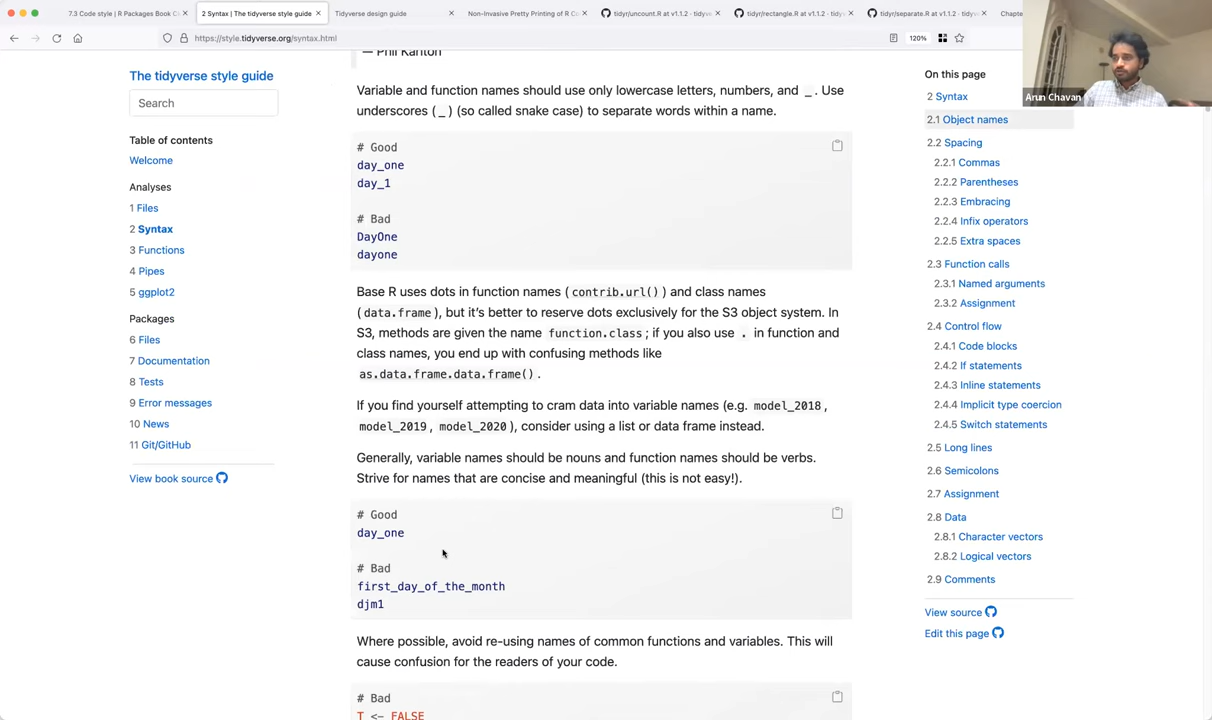 7.3 Code style | R Packages Book C
2 Syntax | The tidyverse style guide
Tidyverse design guide
Non-Invasive Pretty Printing of R C
tidyr/uncount.R at v1.1.2 · tidyve
tidyr/rectangle.R at v1.1.2 · tidyv
tidyr/separate.R at v1.1.2 · tidyve
Chapte
https://style.tidyverse.org/syntax.html
120%
Arun Chavan
The tidyverse style guide
Search
Table of contents
Welcome
Analyses
1 Files
2 Syntax
3 Functions
4 Pipes
5 ggplot2
Packages
6 Files
7 Documentation
8 Tests
9 Error messages
10 News
11 Git/GitHub
View book source
— Phil Karlton
Variable and function names should use only lowercase letters, numbers, and _. Use
underscores (_) (so called snake case) to separate words within a name.
# Good
day_one
day_1
# Bad
DayOne
dayone
Base R uses dots in function names (contrib.url()) and class names
(data.frame), but it’s better to reserve dots exclusively for the S3 object system. In
S3, methods are given the name function.class; if you also use . in function and
class names, you end up with confusing methods like
as.data.frame.data.frame().
If you find yourself attempting to cram data into variable names (e.g. model_2018,
model_2019, model_2020), consider using a list or data frame instead.
Generally, variable names should be nouns and function names should be verbs.
Strive for names that are concise and meaningful (this is not easy!).
# Good
day_one
# Bad
first_day_of_the_month
djm1
Where possible, avoid re-using names of common functions and variables. This will
cause confusion for the readers of your code.
# Bad
T <- FALSE
On this page
2 Syntax
2.1 Object names
2.2 Spacing
2.2.1 Commas
2.2.2 Parentheses
2.2.3 Embracing
2.2.4 Infix operators
2.2.5 Extra spaces
2.3 Function calls
2.3.1 Named arguments
2.3.2 Assignment
2.4 Control flow
2.4.1 Code blocks
2.4.2 If statements
2.4.3 Inline statements
2.4.4 Implicit type coercion
2.4.5 Switch statements
2.5 Long lines
2.6 Semicolons
2.7 Assignment
2.8 Data
2.8.1 Character vectors
2.8.2 Logical vectors
2.9 Comments
View source
Edit this page